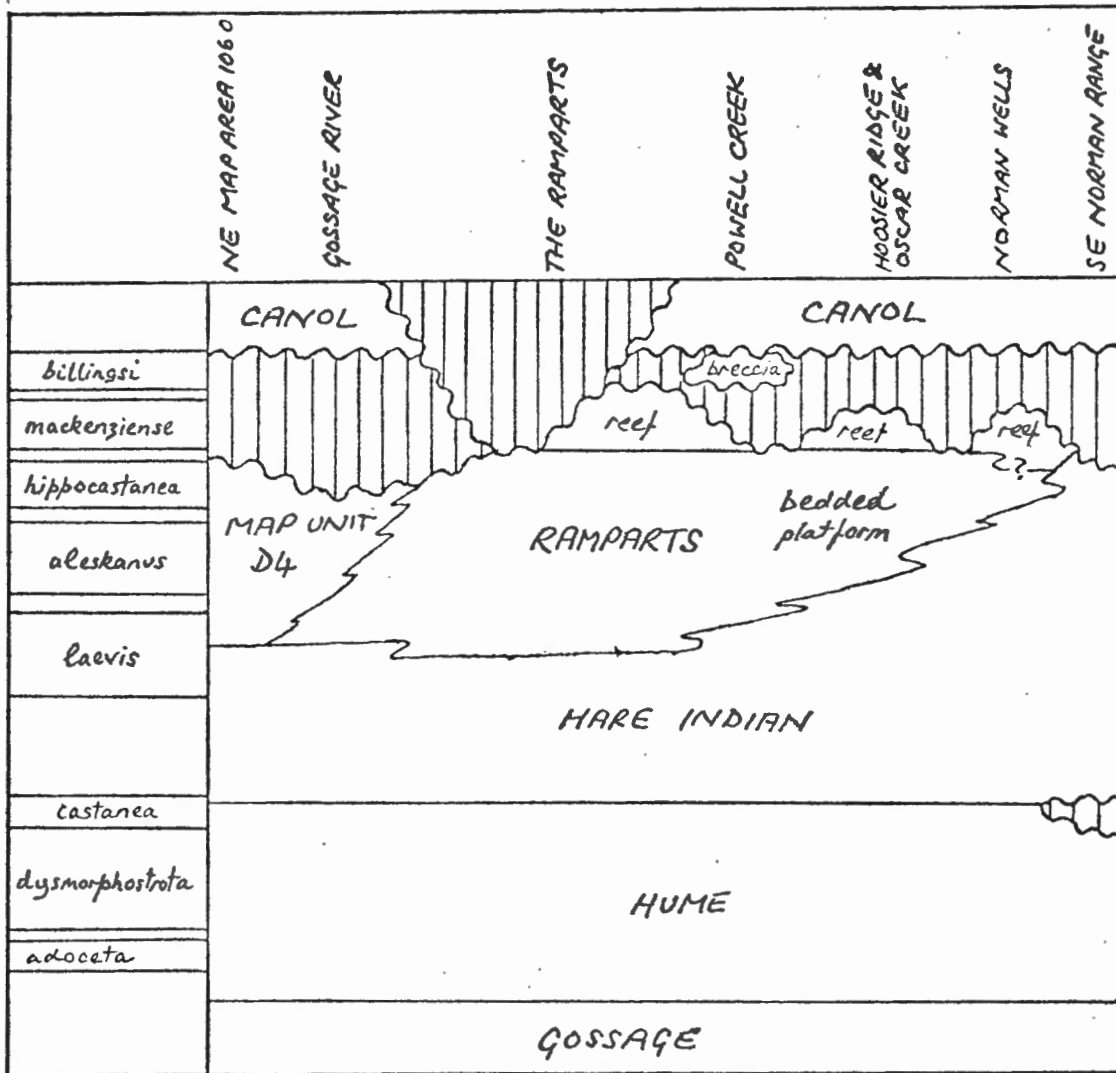 NE MAP AREA 1060
GOSSAGE RIVER
THE RAMPARTS
POWELL CREEK
HOOSIER RIDGE &
OSCAR CREEK
NORMAN WELLS
SE NORMAN RANGE
CANOL
CANOL
billingsi
breccia
mackenziense
reef
reef
reef
?
hippocastanea
MAP UNIT
D4
RAMPARTS
bedded
platform
aleskanus
laevis
HARE INDIAN
castanea
dysmorphostrota
HUME
adoceta
GOSSAGE